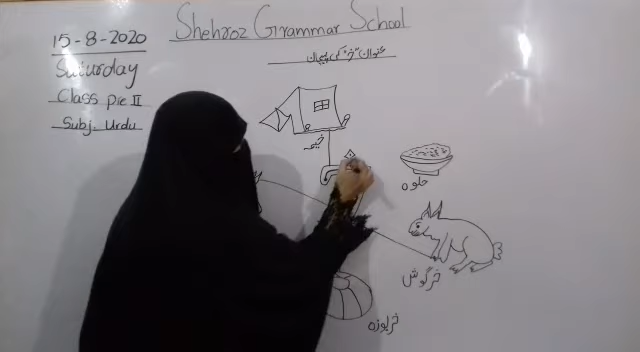 Shehroz Grammar School
15-8-2020
Saturday
Class Pre II
Subj. Urdu
عنوان "خ" کی پہچان
خیمہ
حلوہ
خرگوش
خربوزہ